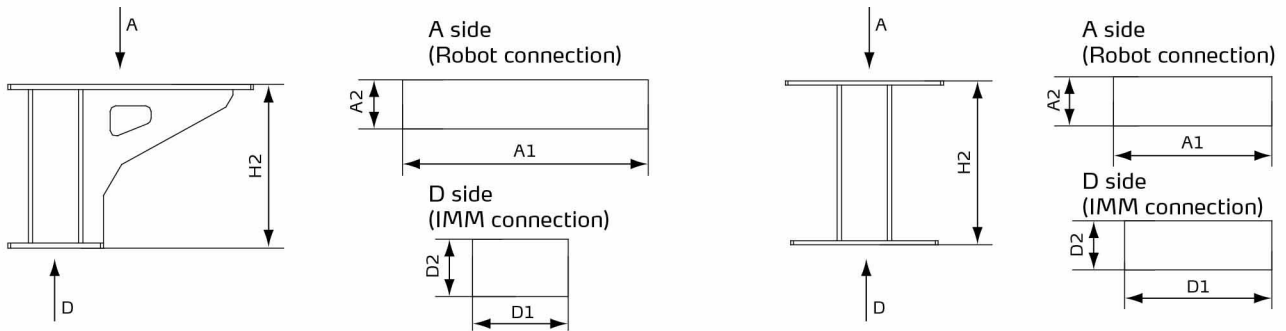 A
H2
D
A side
(Robot connection)
A2
A1
D side
(IMM connection)
D2
D1
A
H2
D
A side
(Robot connection)
A2
A1
D side
(IMM connection)
D2
D1